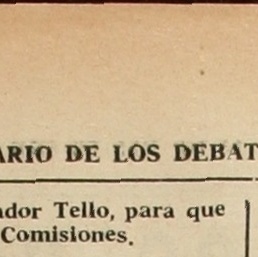 ARIO DE LOS DEBAT
ador Tello, para que
Comisiones.